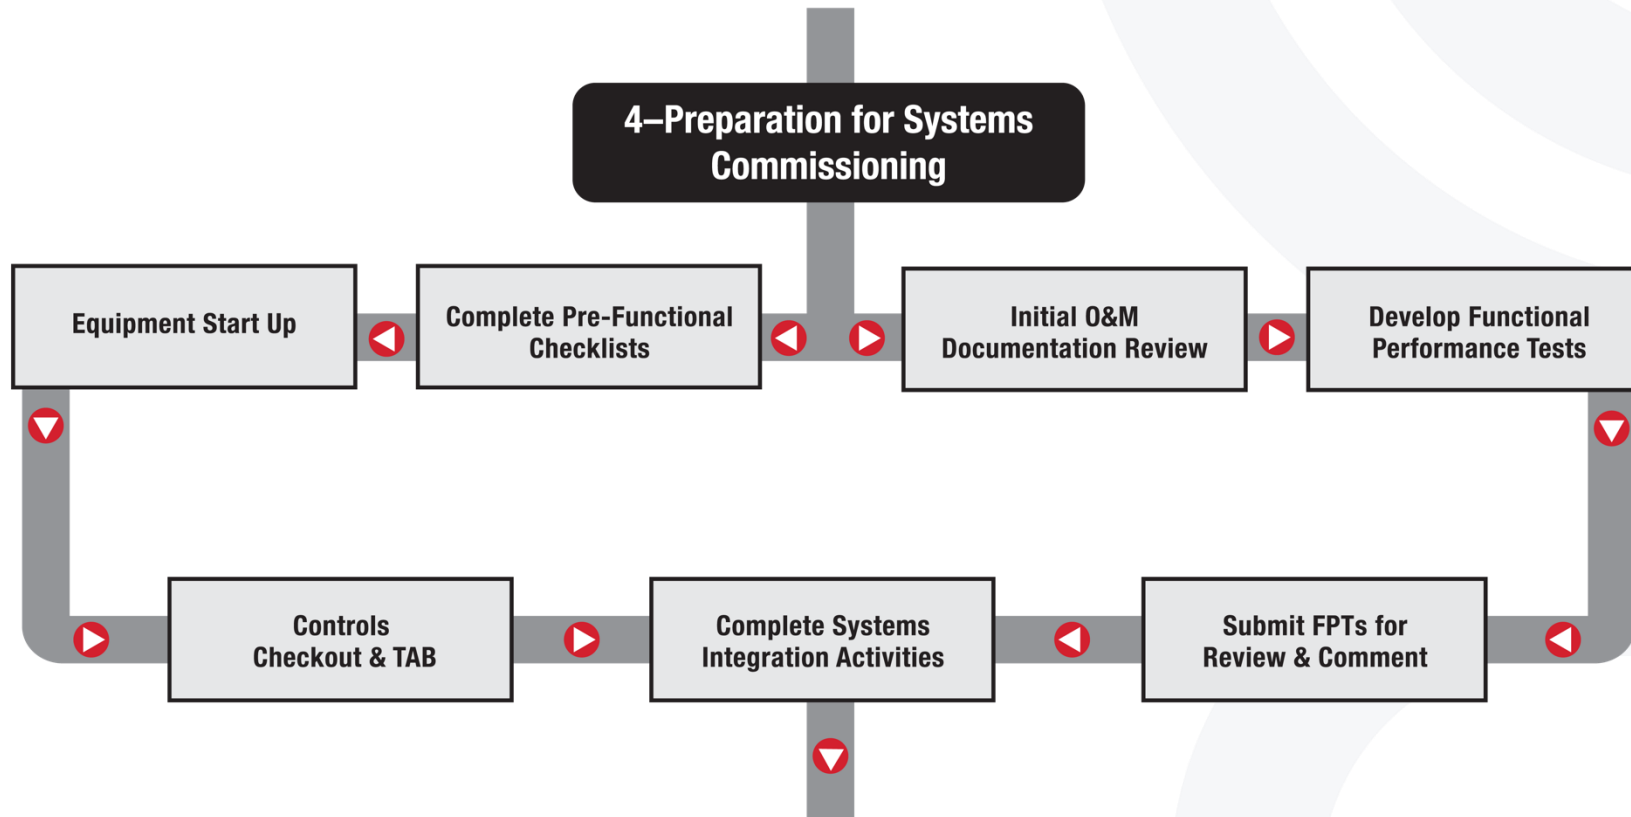 4–Preparation for Systems
Commissioning
Equipment Start Up
Complete Pre-Functional
Checklists
Initial O&M
Documentation Review
Develop Functional
Performance Tests
Controls
Checkout & TAB
Complete Systems
Integration Activities
Submit FPTs for
Review & Comment